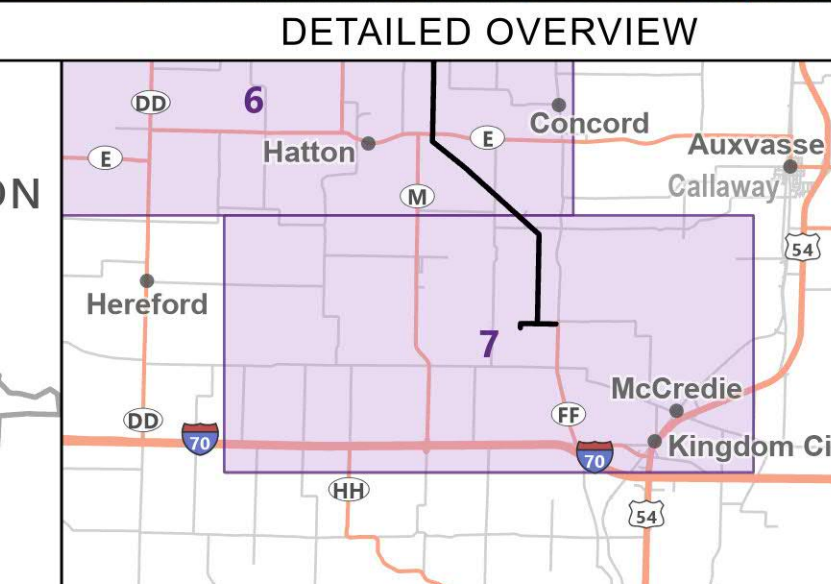 DETAILED OVERVIEW
DD
6
Concord
Hatton
E
E
Auxvasse
M
Callaway
ON
54
Hereford
7
McCredie
DD
FF
70
Kingdom Ci
70
HH
54